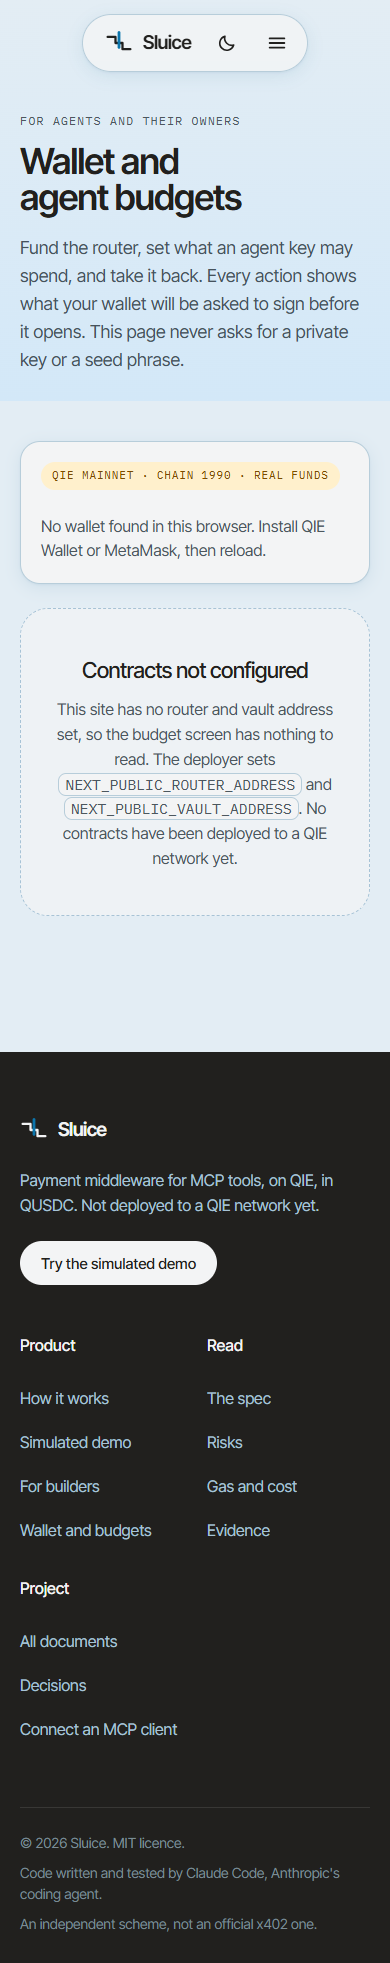 Sluice
FOR AGENTS AND THEIR OWNERS
Wallet and
agent budgets
Fund the router, set what an agent key may
spend, and take it back. Every action shows
what your wallet will be asked to sign before
it opens. This page never asks for a private
key or a seed phrase.
QIE MAINNET · CHAIN 1990 · REAL FUNDS
No wallet found in this browser. Install QIE
Wallet or MetaMask, then reload.
Contracts not configured
This site has no router and vault address
set, so the budget screen has nothing to
read. The deployer sets
NEXT_PUBLIC_ROUTER_ADDRESS and
NEXT_PUBLIC_VAULT_ADDRESS. No
contracts have been deployed to a QIE
network yet.
Sluice
Payment middleware for MCP tools, on QIE, in
QUSDC. Not deployed to a QIE network yet.
Try the simulated demo
Product
How it works
Simulated demo
For builders
Wallet and budgets
Read
The spec
Risks
Gas and cost
Evidence
Project
All documents
Decisions
Connect an MCP client
© 2026 Sluice. MIT licence.
Code written and tested by Claude Code, Anthropic's
coding agent.
An independent scheme, not an official x402 one.